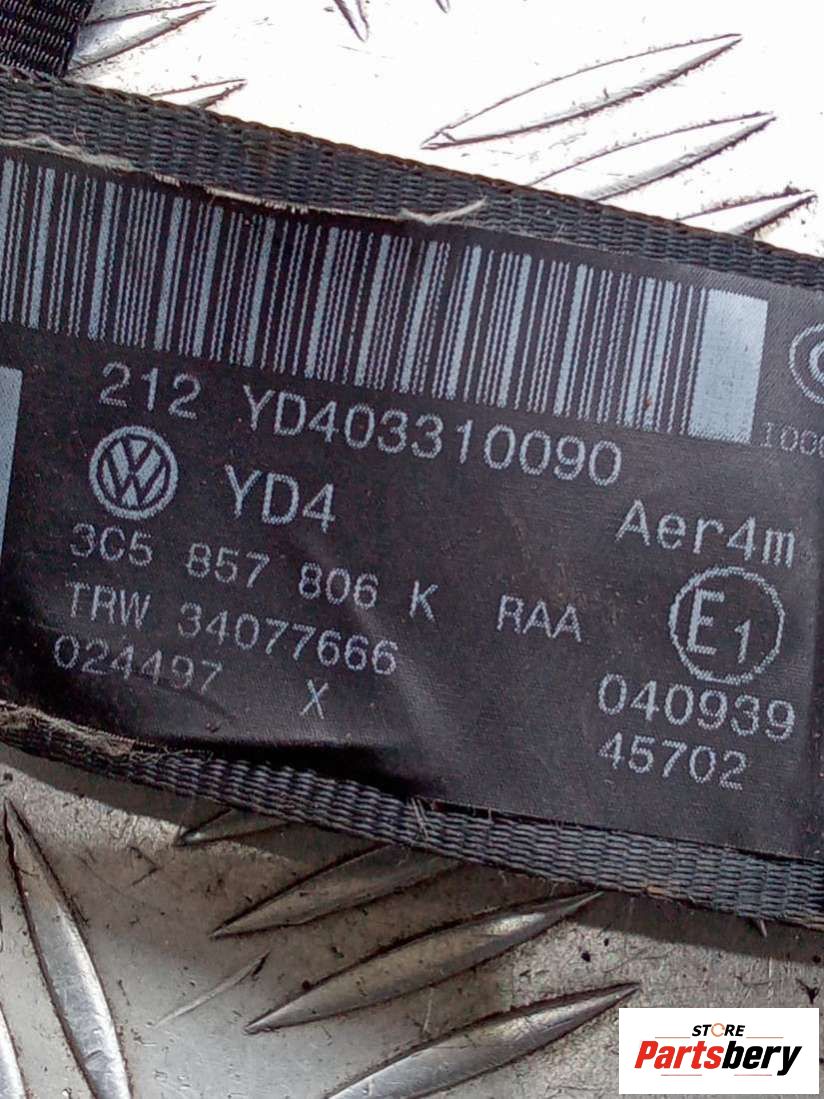 212 YD403310090
YD4
Aer4m
3C5 857 806 K RAA
E1
TRW 34077666
024497 X
040939
45702
STORE
Partsbery